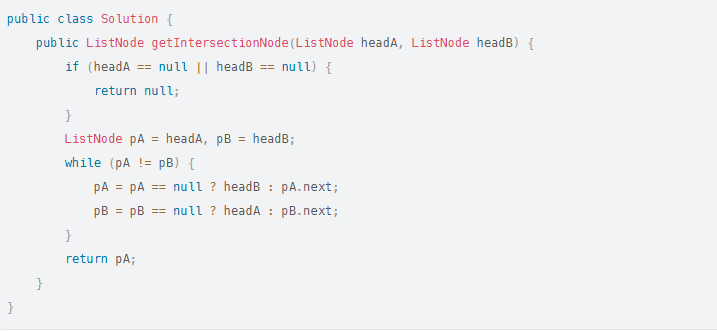 public class Solution {
    public ListNode getIntersectionNode(ListNode headA, ListNode headB) {
        if (headA == null || headB == null) {
            return null;
        }
        ListNode pA = headA, pB = headB;
        while (pA != pB) {
            pA = pA == null ? headB : pA.next;
            pB = pB == null ? headA : pB.next;
        }
        return pA;
    }
}